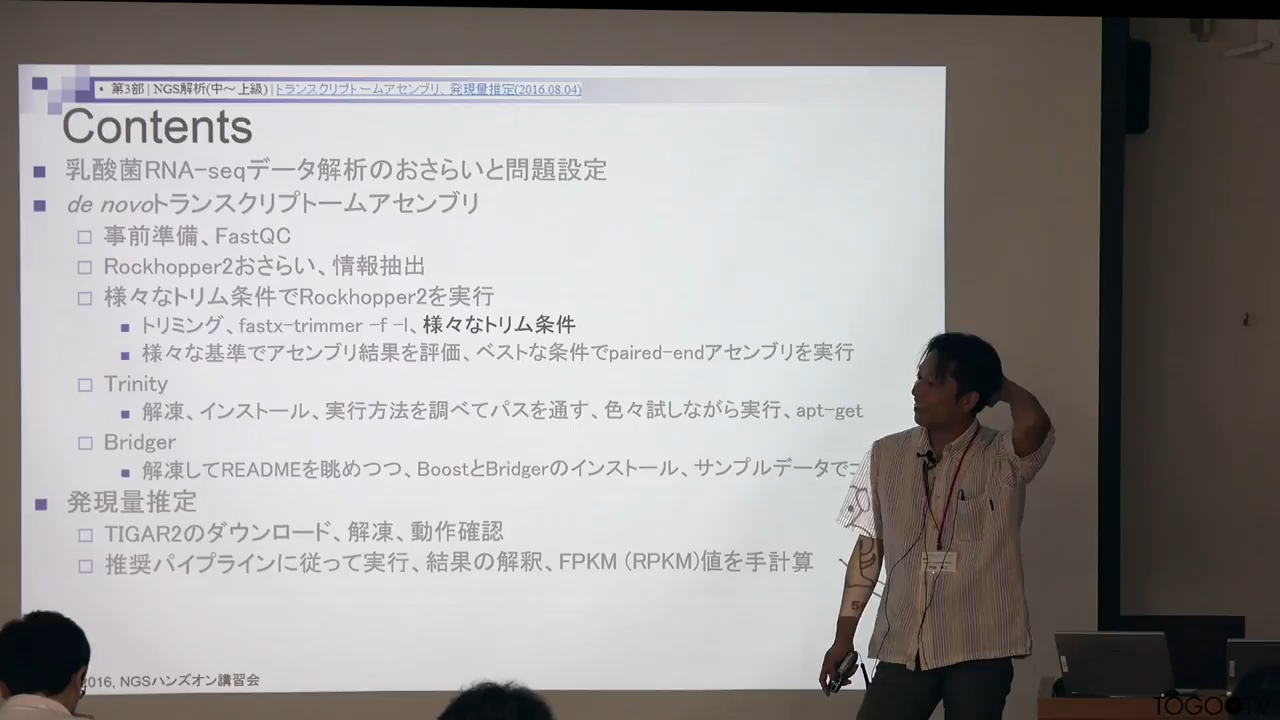 • 第3部 | NGS解析(中～上級) | トランスクリプトームアセンブリ、発現量推定(2016.08.04)
Contents
乳酸菌RNA-seqデータ解析のおさらいと問題設定
de novoトランスクリプトームアセンブリ
事前準備、FastQC
Rockhopper2おさらい、情報抽出
様々なトリム条件でRockhopper2を実行
トリミング、fastx-trimmer -f -l、様々なトリム条件
様々な基準でアセンブリ結果を評価、ベストな条件でpaired-endアセンブリを実行
Trinity
解凍、インストール、実行方法を調べてパスを通す、色々試しながら実行、apt-get
Bridger
解凍してREADMEを眺めつつ、BoostとBridgerのインストール、サンプルデータで
発現量推定
TIGAR2のダウンロード、解凍、動作確認
推奨パイプラインに従って実行、結果の解釈、FPKM (RPKM)値を手計算
2016, NGSハンズオン講習会
5
TOGOTV